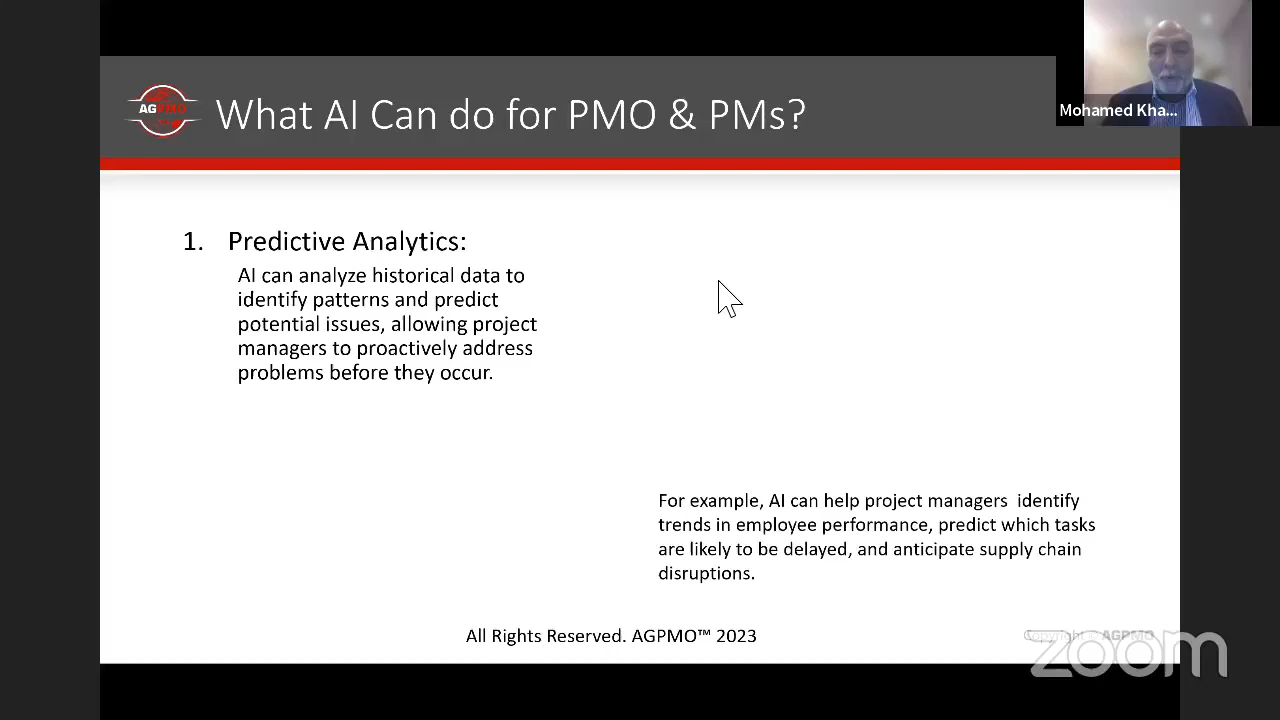 AGPMO
What AI Can do for PMO & PMs?
Mohamed Kha...
1. Predictive Analytics:
AI can analyze historical data to
identify patterns and predict
potential issues, allowing project
managers to proactively address
problems before they occur.
For example, AI can help project managers identify
trends in employee performance, predict which tasks
are likely to be delayed, and anticipate supply chain
disruptions.
All Rights Reserved. AGPMO™ 2023
Copyright © AGPMO
zoom